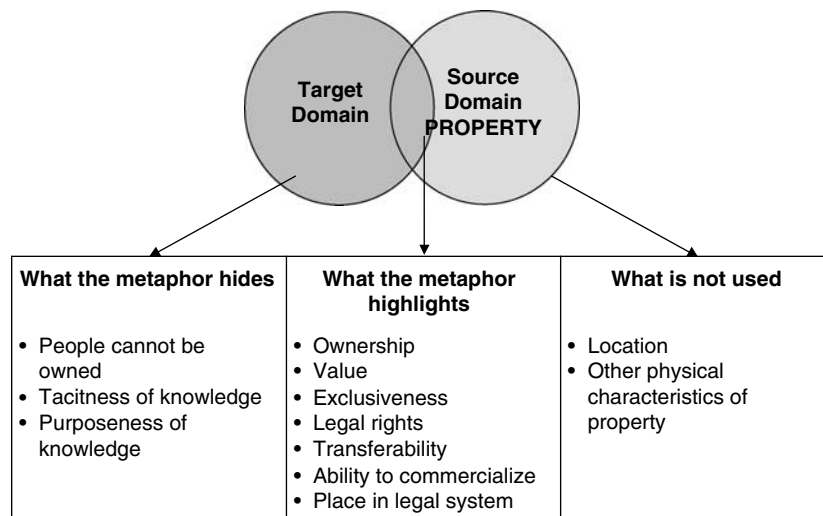 Target
Domain
Source
Domain
PROPERTY
What the metaphor hides
• People cannot be
owned
• Tacitness of knowledge
• Purposeness of
knowledge
What the metaphor
highlights
• Ownership
• Value
• Exclusiveness
• Legal rights
• Transferability
• Ability to commercialize
• Place in legal system
What is not used
• Location
• Other physical
characteristics of
property